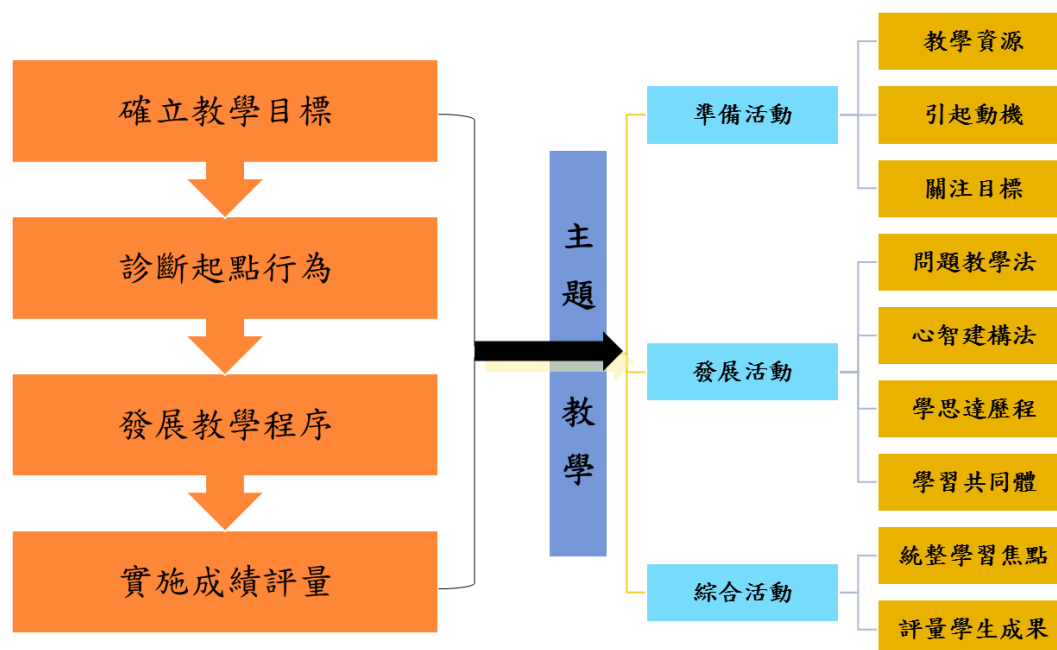 確立教學目標
診斷起點行為
發展教學程序
實施成績評量
主題教學
準備活動
教學資源
引起動機
關注目標
發展活動
問題教學法
心智建構法
學思達歷程
學習共同體
綜合活動
統整學習焦點
評量學生成果